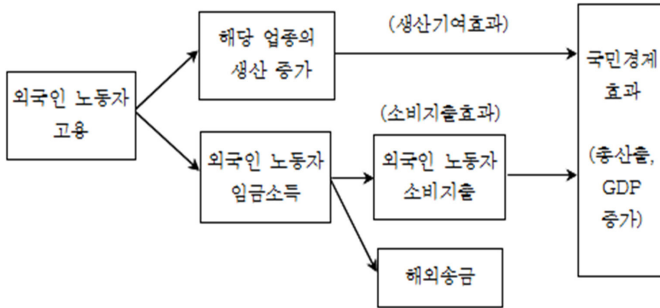 외국인 노동자
고용
해당 업종의
생산 증가
(생산기여효과)
외국인 노동자
임금소득
(소비지출효과)
외국인 노동자
소비지출
해외송금
국민경제
효과
(총산출,
GDP
증가)